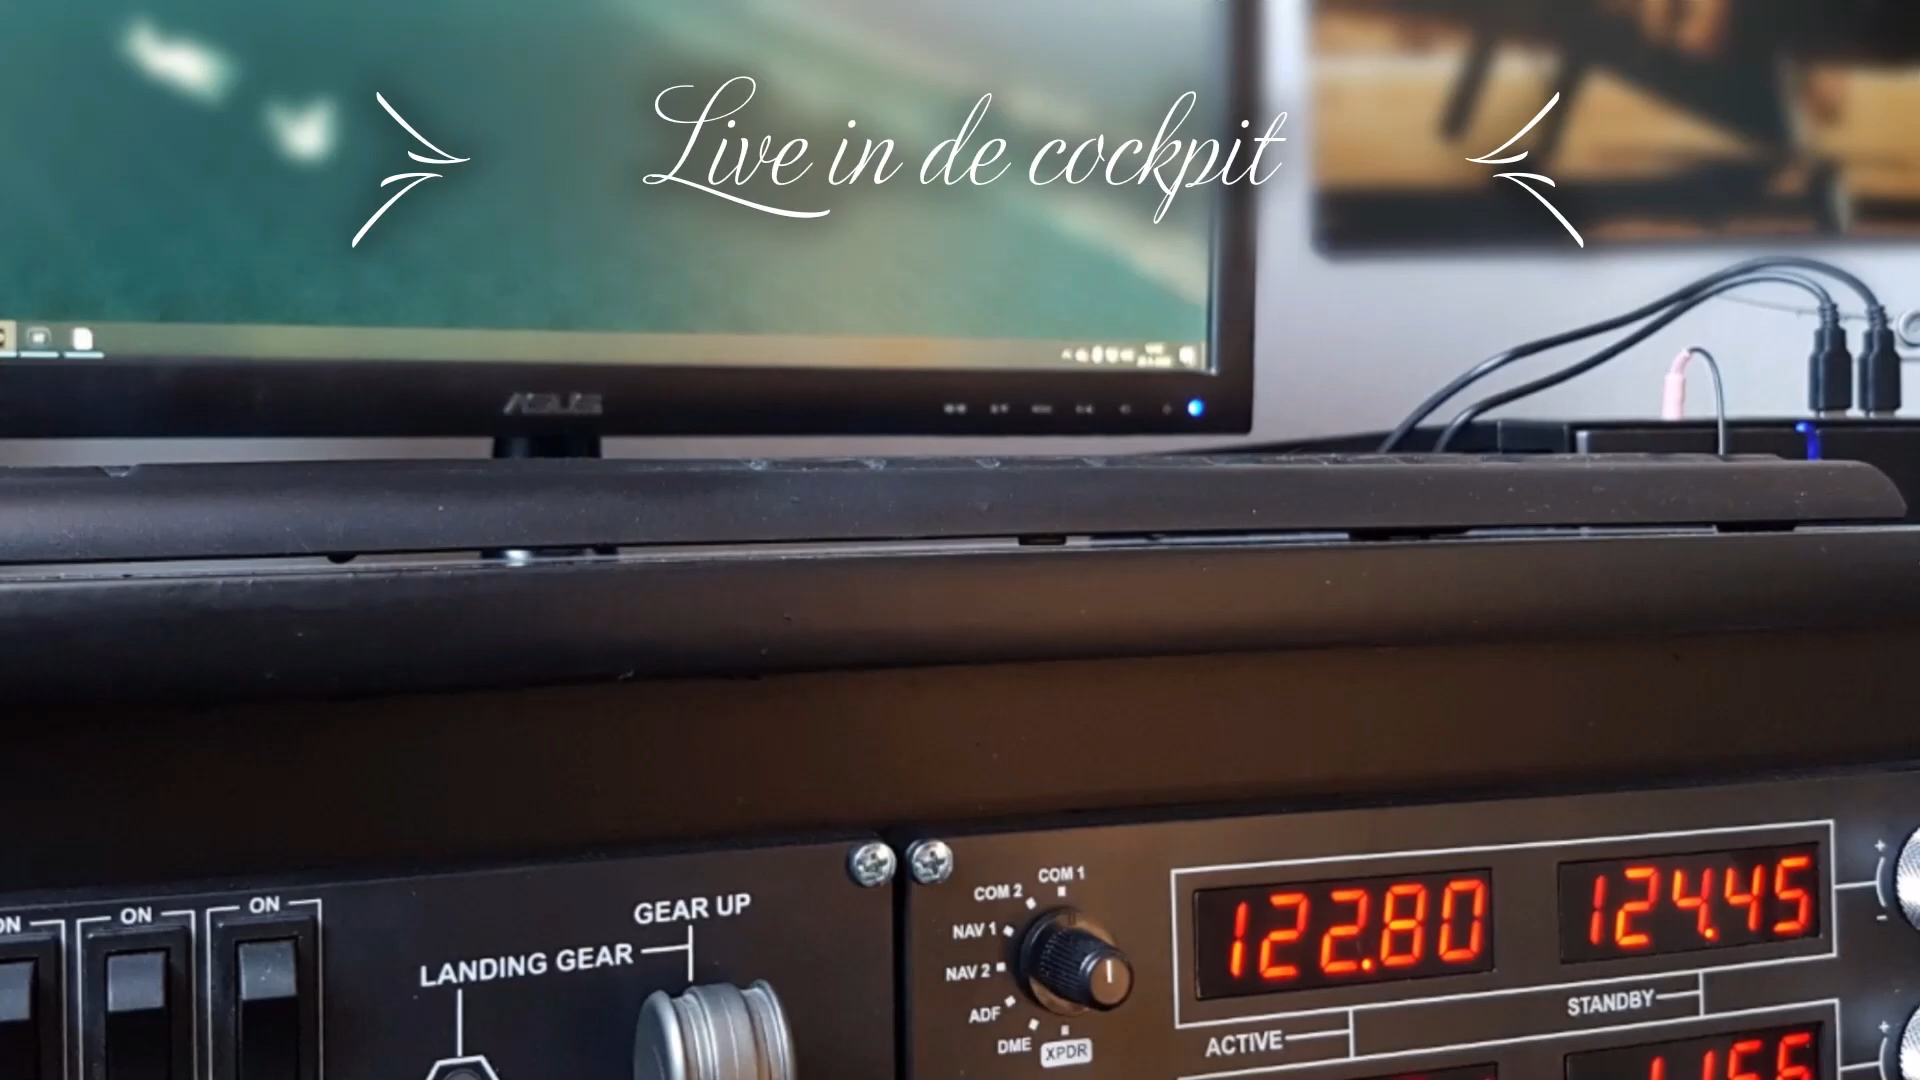 Live in de cockpit
ASUS
GEAR UP
LANDING GEAR
ON
ON
ON
COM 1
COM 2
NAV 1
NAV 2
ADF
DME
XPDR
122.80
124.45
ACTIVE
STANDBY
+
-
+